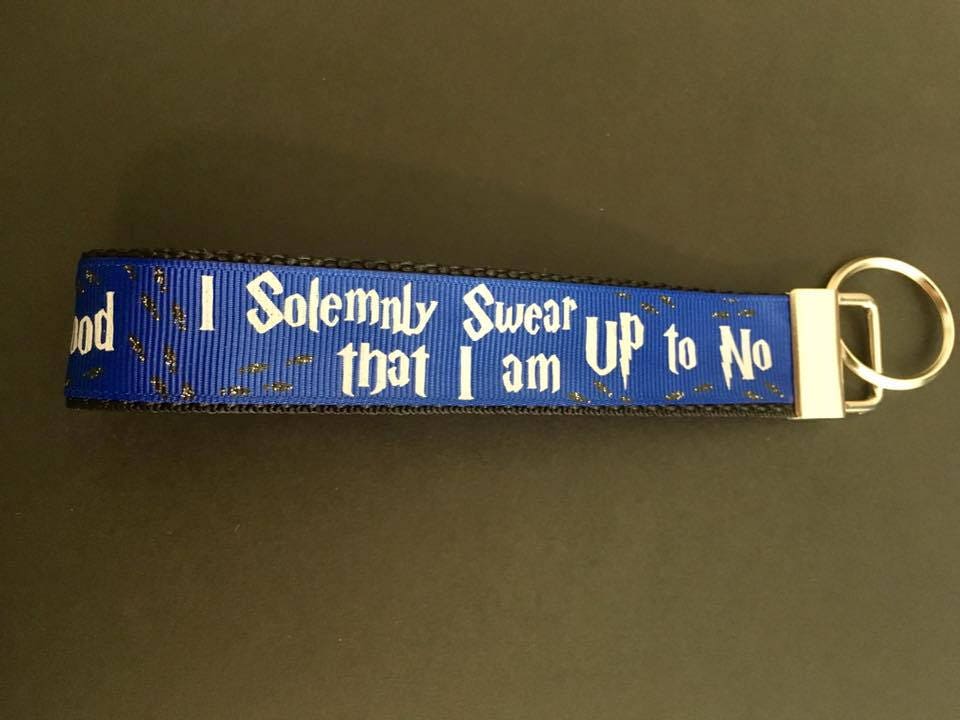 ood I Solemnly Swear UP to No
that I am